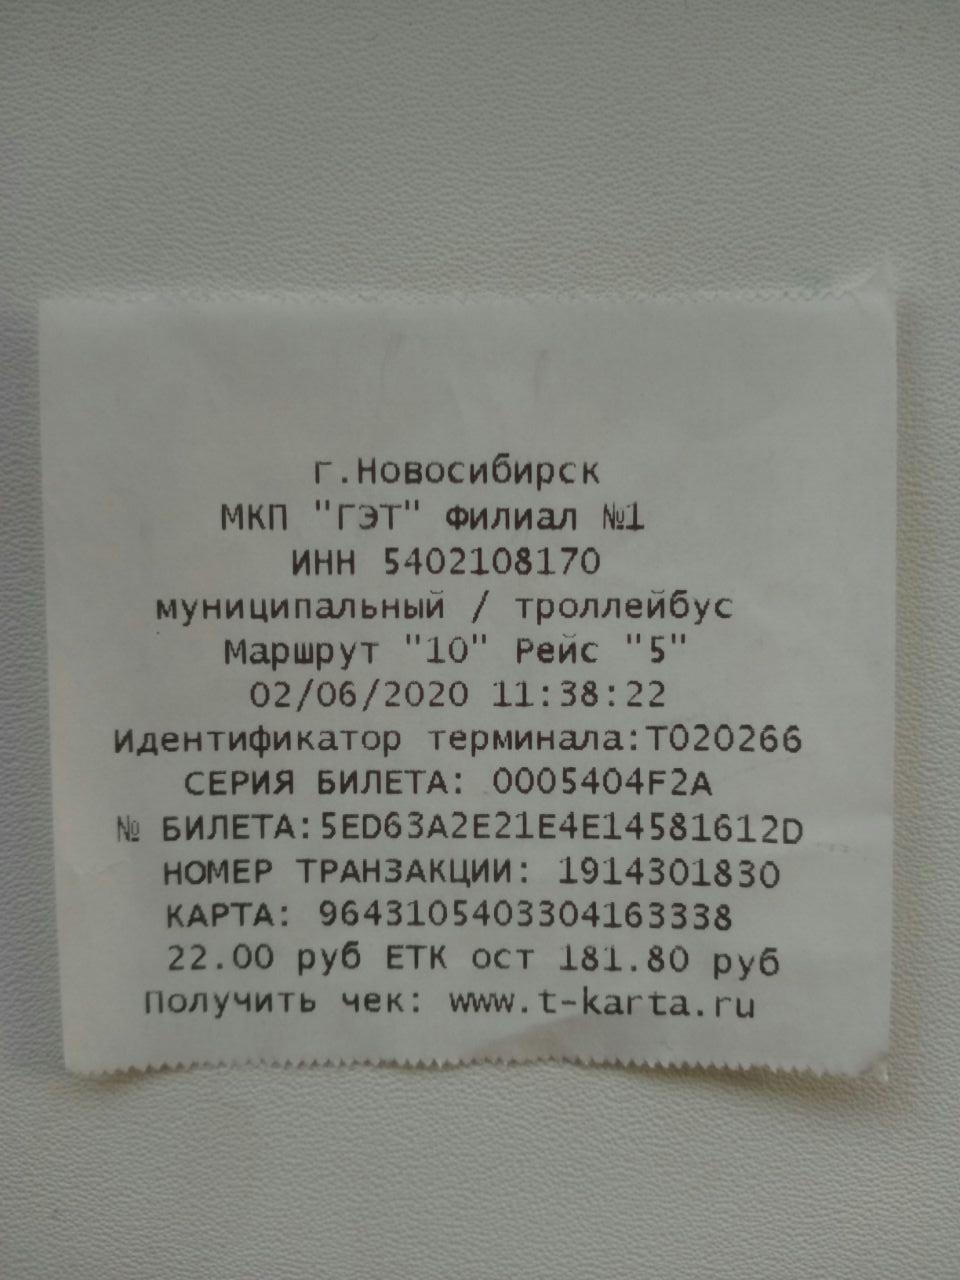 г.Новосибирск
МКП "ГЭТ" Филиал №1
ИНН 5402108170
муниципальный / троллейбус
Маршрут "10" Рейс "5"
02/06/2020 11:38:22
Идентификатор терминала:Т020266
СЕРИЯ БИЛЕТА: 0005404F2A
№ БИЛЕТА:5ED63A2E21E4E14581612D
НОМЕР ТРАНЗАКЦИИ: 1914301830
КАРТА: 9643105403304163338
22.00 руб ЕТК ост 181.80 руб
Получить чек: www.t-karta.ru